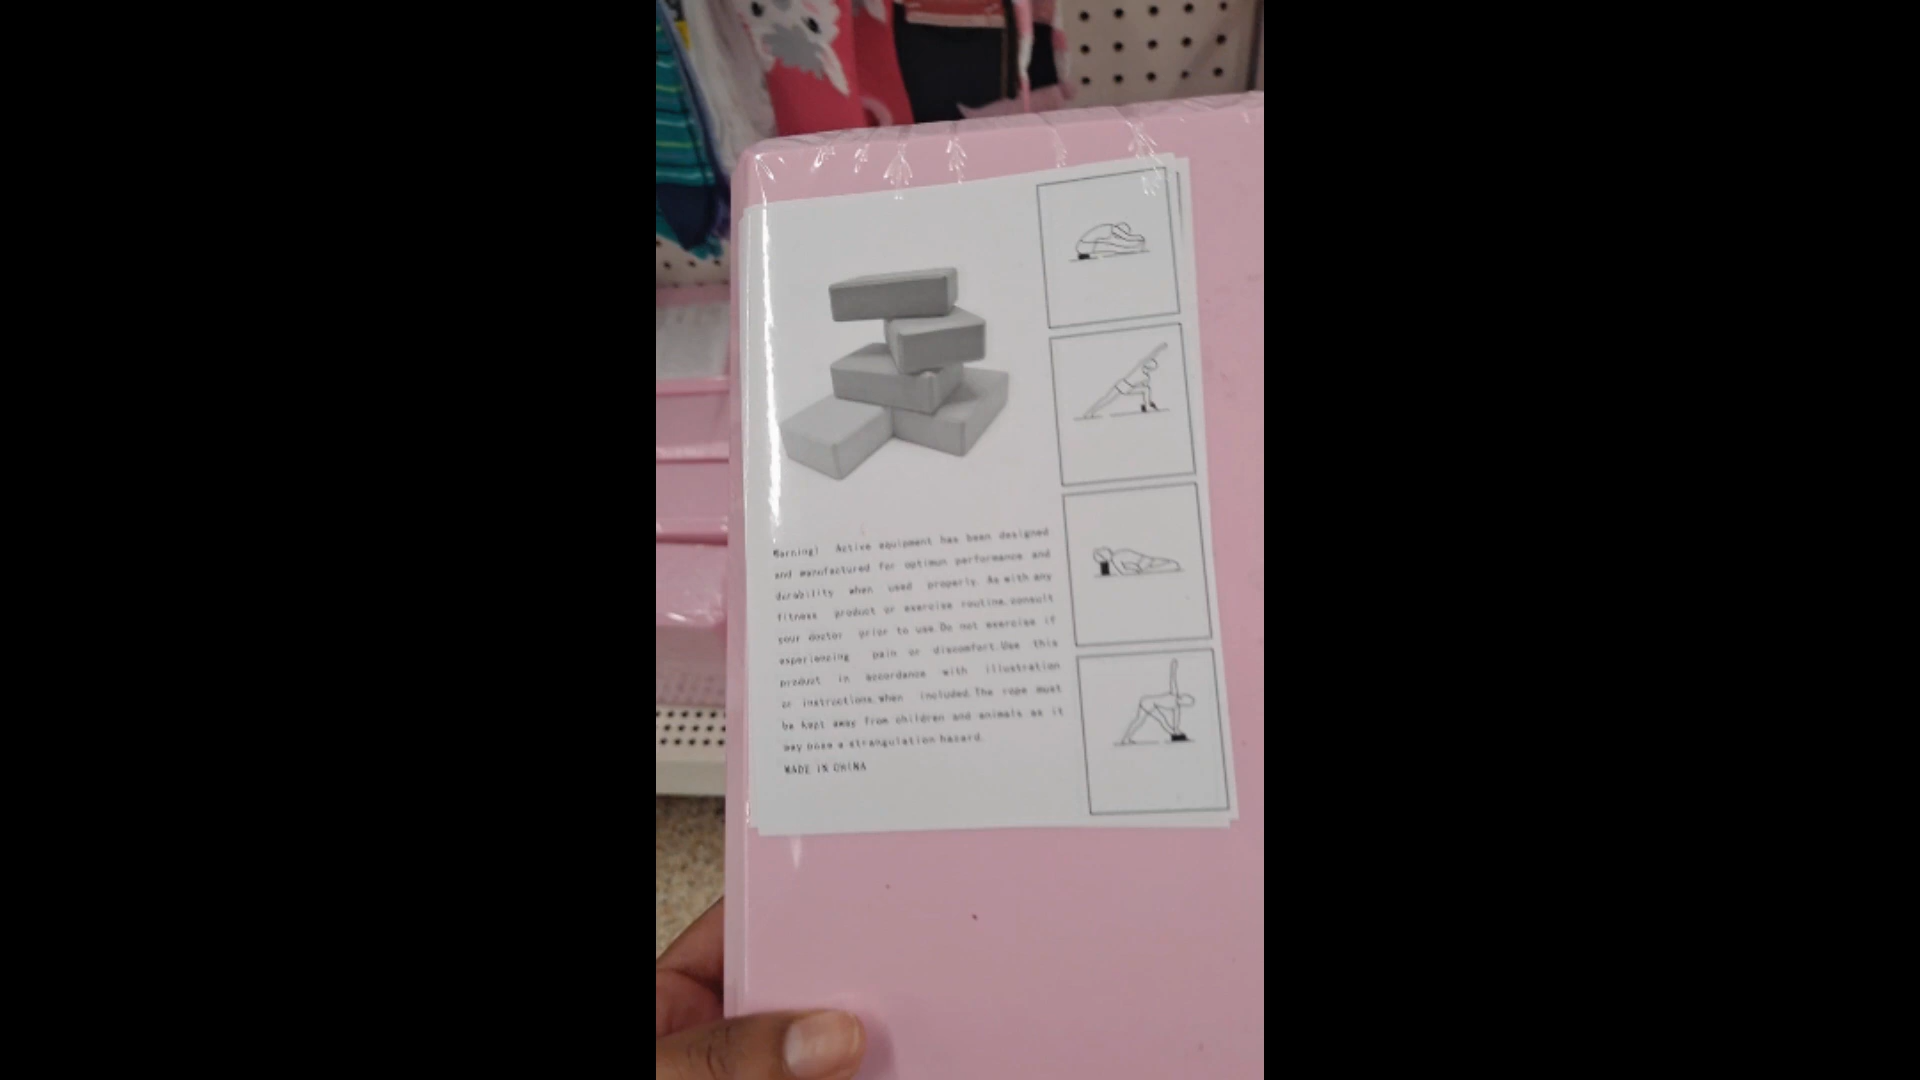 Warning! Active equipment has been designed
and manufactured for optimum performance and
durability when used properly. As with any
fitness product or exercise routine,consult
your doctor prior to use.Do not exercise if
experiencing pain or discomfort.Use this
product in accordance with illustration
or instructions,when included.The rope must
be kept away from children and animals as it
may pose a strangulation hazard.
MADE IN CHINA